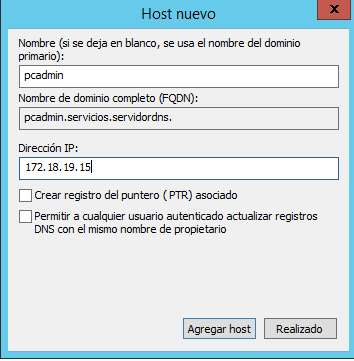 Host nuevo
x
Nombre (si se deja en blanco, se usa el nombre del dominio
primario):
pcadmin
Nombre de dominio completo (FQDN):
pcadmin.servicios.servidordns.
Dirección IP:
172.18.19.15
Crear registro del puntero ( PTR) asociado
Permitir a cualquier usuario autenticado actualizar registros
DNS con el mismo nombre de propietario
Agregar host
Realizado